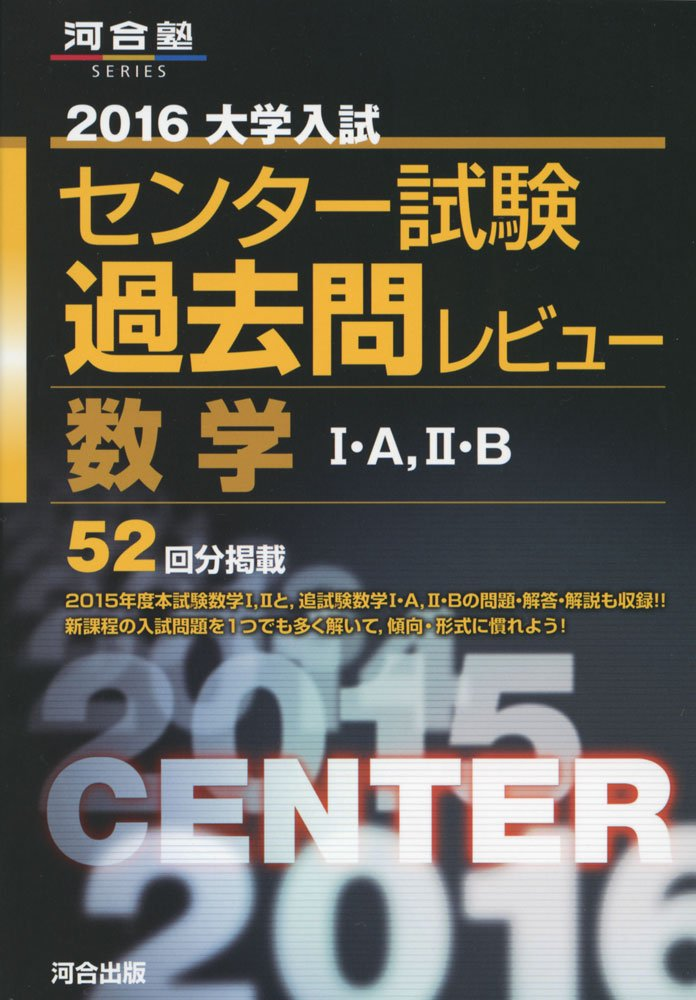 河合塾
SERIES
2016 大学入試
センター試験
過去問レビュー
数学 Ⅰ・A,Ⅱ・B
52回分掲載
2015年度本試験数学Ⅰ,Ⅱと,追試験数学Ⅰ・A,Ⅱ・Bの問題・解答・解説も収録!!
新課程の入試問題を1つでも多く解いて,傾向・形式に慣れよう!
2015
CENTER
2016
河合出版